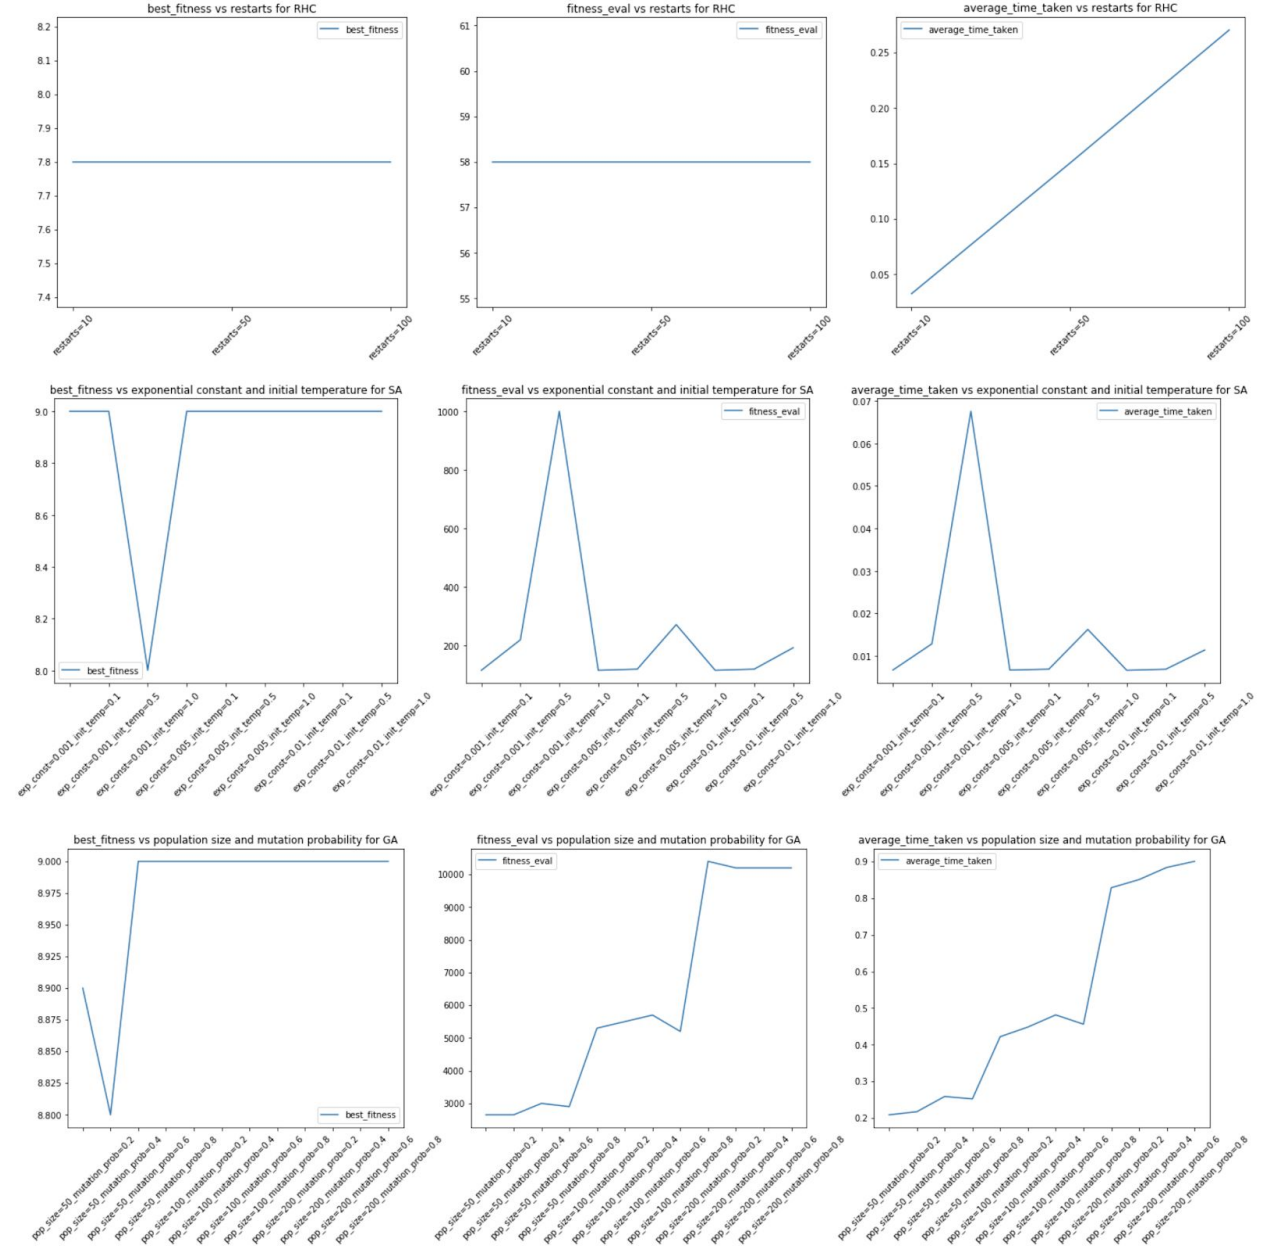 best_fitness vs restarts for RHC
8.2
8.1
8.0
7.9
7.8
7.7
7.6
7.5
7.4
best_fitness
restarts=10
restarts=50
restarts=100
fitness_eval vs restarts for RHC
61
60
59
58
57
56
55
fitness_eval
restarts=10
restarts=50
restarts=100
average_time_taken vs restarts for RHC
0.25
0.20
0.15
0.10
0.05
average_time_taken
restarts=10
restarts=50
restarts=100
best_fitness vs exponential constant and initial temperature for SA
9.0
8.8
8.6
8.4
8.2
8.0
best_fitness
exp_const=0.001_init_temp=0.1
exp_const=0.001_init_temp=0.5
exp_const=0.001_init_temp=1.0
exp_const=0.005_init_temp=0.1
exp_const=0.005_init_temp=0.5
exp_const=0.005_init_temp=1.0
exp_const=0.01_init_temp=0.1
exp_const=0.01_init_temp=0.5
exp_const=0.01_init_temp=1.0
fitness_eval vs exponential constant and initial temperature for SA
1000
800
600
400
200
fitness_eval
exp_const=0.001_init_temp=0.1
exp_const=0.001_init_temp=0.5
exp_const=0.001_init_temp=1.0
exp_const=0.005_init_temp=0.1
exp_const=0.005_init_temp=0.5
exp_const=0.005_init_temp=1.0
exp_const=0.01_init_temp=0.1
exp_const=0.01_init_temp=0.5
exp_const=0.01_init_temp=1.0
average_time_taken vs exponential constant and initial temperature for SA
0.07
0.06
0.05
0.04
0.03
0.02
0.01
average_time_taken
exp_const=0.001_init_temp=0.1
exp_const=0.001_init_temp=0.5
exp_const=0.001_init_temp=1.0
exp_const=0.005_init_temp=0.1
exp_const=0.005_init_temp=0.5
exp_const=0.005_init_temp=1.0
exp_const=0.01_init_temp=0.1
exp_const=0.01_init_temp=0.5
exp_const=0.01_init_temp=1.0
best_fitness vs population size and mutation probability for GA
9.000
8.975
8.950
8.925
8.900
8.875
8.850
8.825
8.800
best_fitness
pop_size=50_mutation_prob=0.2
pop_size=50_mutation_prob=0.4
pop_size=50_mutation_prob=0.6
pop_size=50_mutation_prob=0.8
pop_size=100_mutation_prob=0.2
pop_size=100_mutation_prob=0.4
pop_size=100_mutation_prob=0.6
pop_size=100_mutation_prob=0.8
pop_size=200_mutation_prob=0.2
pop_size=200_mutation_prob=0.4
pop_size=200_mutation_prob=0.6
pop_size=200_mutation_prob=0.8
fitness_eval vs population size and mutation probability for GA
10000
9000
8000
7000
6000
5000
4000
3000
fitness_eval
pop_size=50_mutation_prob=0.2
pop_size=50_mutation_prob=0.4
pop_size=50_mutation_prob=0.6
pop_size=50_mutation_prob=0.8
pop_size=100_mutation_prob=0.2
pop_size=100_mutation_prob=0.4
pop_size=100_mutation_prob=0.6
pop_size=100_mutation_prob=0.8
pop_size=200_mutation_prob=0.2
pop_size=200_mutation_prob=0.4
pop_size=200_mutation_prob=0.6
pop_size=200_mutation_prob=0.8
average_time_taken vs population size and mutation probability for GA
0.9
0.8
0.7
0.6
0.5
0.4
0.3
0.2
average_time_taken
pop_size=50_mutation_prob=0.2
pop_size=50_mutation_prob=0.4
pop_size=50_mutation_prob=0.6
pop_size=50_mutation_prob=0.8
pop_size=100_mutation_prob=0.2
pop_size=100_mutation_prob=0.4
pop_size=100_mutation_prob=0.6
pop_size=100_mutation_prob=0.8
pop_size=200_mutation_prob=0.2
pop_size=200_mutation_prob=0.4
pop_size=200_mutation_prob=0.6
pop_size=200_mutation_prob=0.8